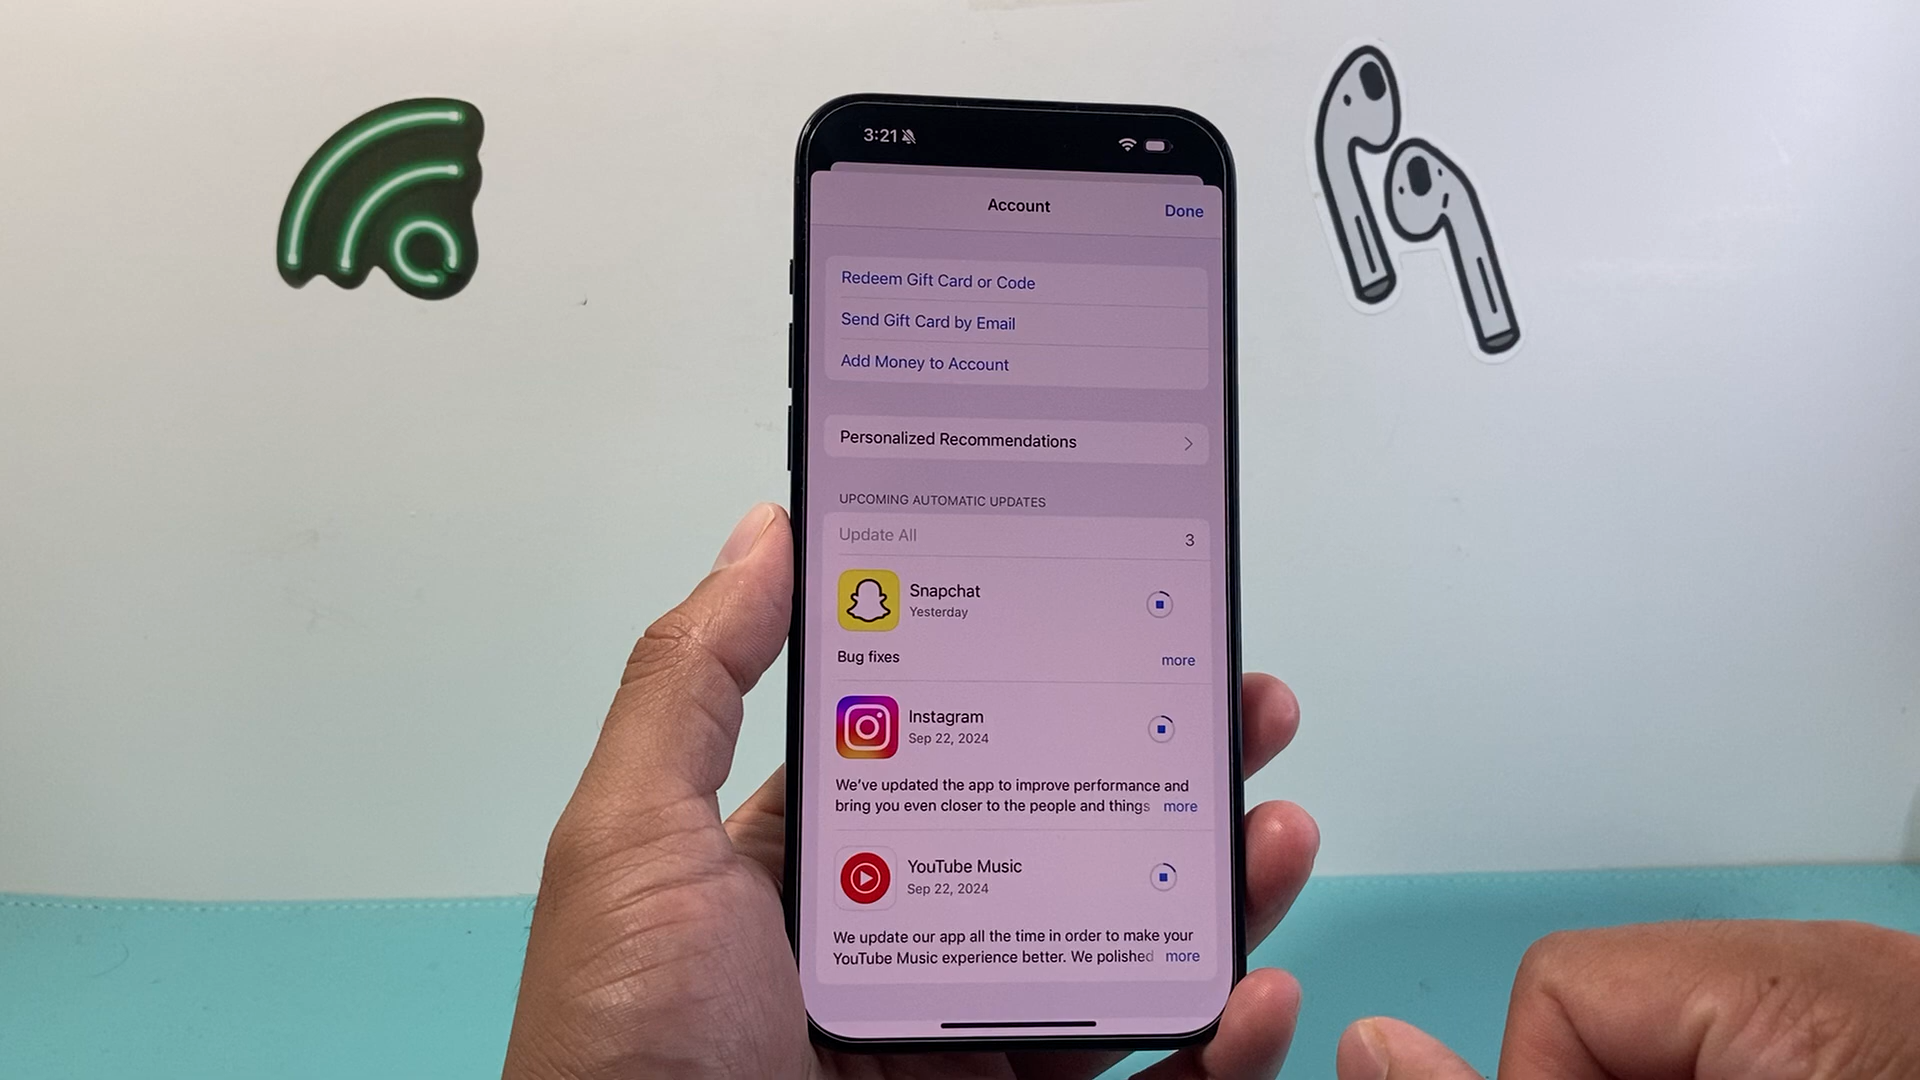 3:21
Account
Done
Redeem Gift Card or Code
Send Gift Card by Email
Add Money to Account
Personalized Recommendations
UPCOMING AUTOMATIC UPDATES
Update All
3
Snapchat
Yesterday
Bug fixes
more
Instagram
Sep 22, 2024
We've updated the app to improve performance and
bring you even closer to the people and things more
YouTube Music
Sep 22, 2024
We update our app all the time in order to make your
YouTube Music experience better. We polished more